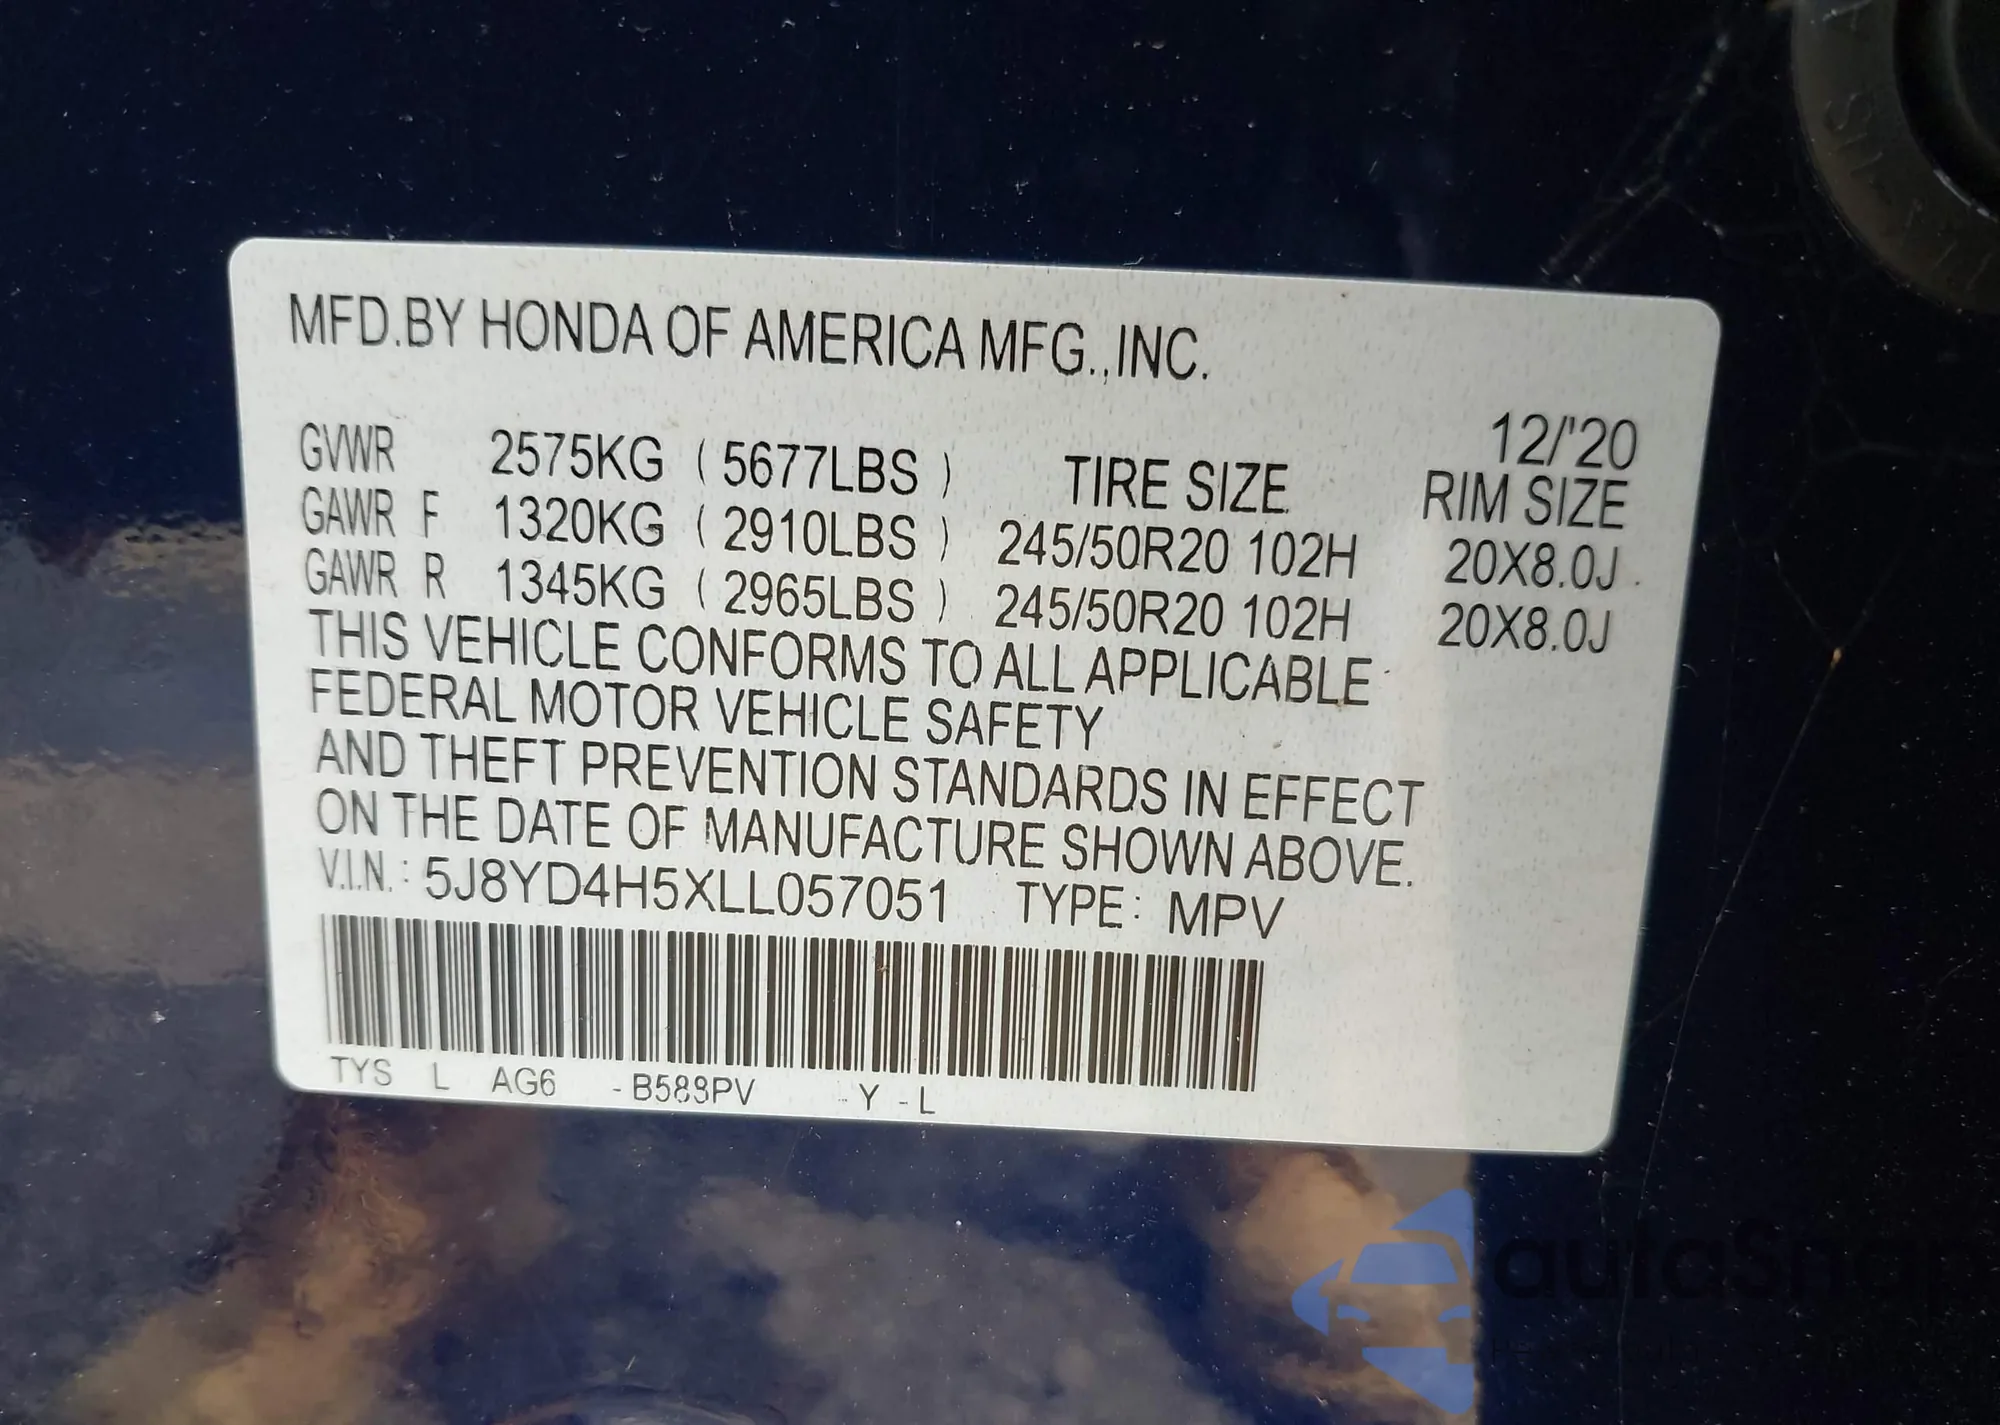 MFD.BY HONDA OF AMERICA MFG.,INC.
12/'20
GVWR 2575KG ( 5677LBS ) TIRE SIZE RIM SIZE
GAWR F 1320KG ( 2910LBS ) 245/50R20 102H 20X8.0J
GAWR R 1345KG ( 2965LBS ) 245/50R20 102H 20X8.0J
THIS VEHICLE CONFORMS TO ALL APPLICABLE
FEDERAL MOTOR VEHICLE SAFETY
AND THEFT PREVENTION STANDARDS IN EFFECT
ON THE DATE OF MANUFACTURE SHOWN ABOVE.
V.I.N.: 5J8YD4H5XLL057051 TYPE: MPV
TYS L AG6 -B588PV -Y -L
autaSnap